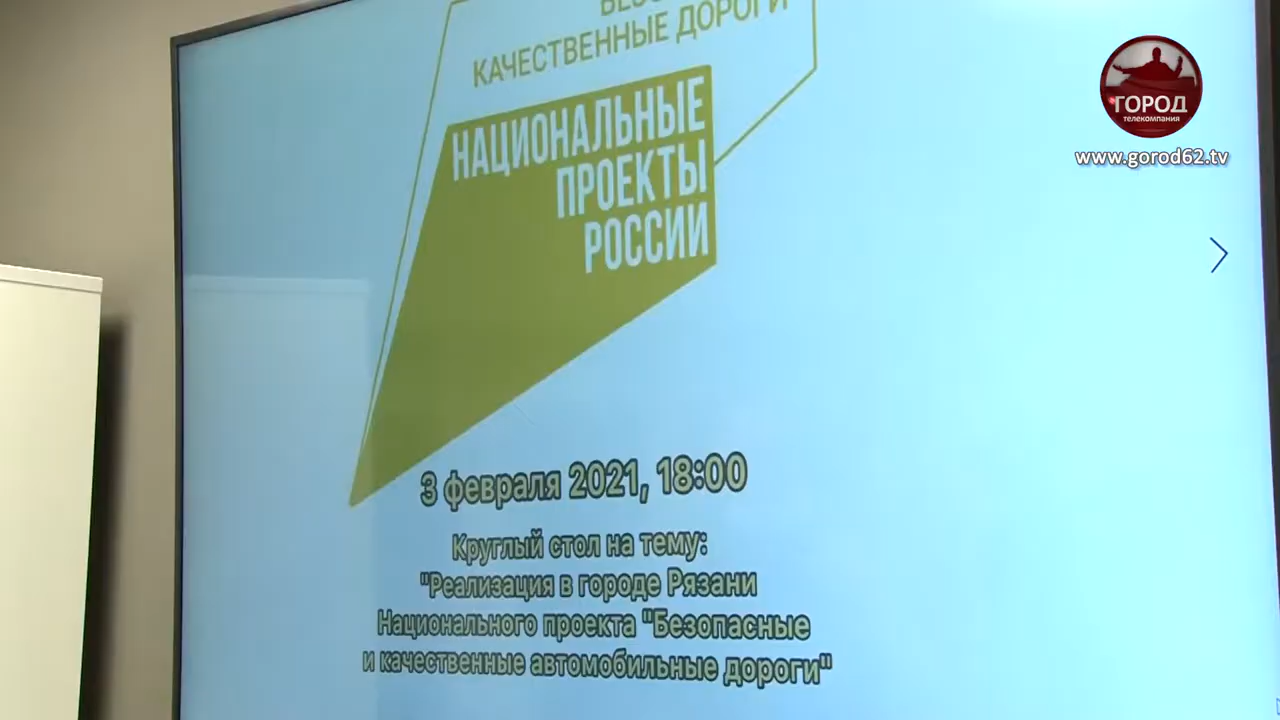 КАЧЕСТВЕННЫЕ ДОРОГИ
НАЦИОНАЛЬНЫЕ
ПРОЕКТЫ
РОССИИ
3 февраля 2021, 18:00
Круглый стол на тему:
"Реализация в городе Рязани
Национального проекта "Безопасные
и качественные автомобильные дороги"
ГОРОД
телекомпания
www.gorod62.tv